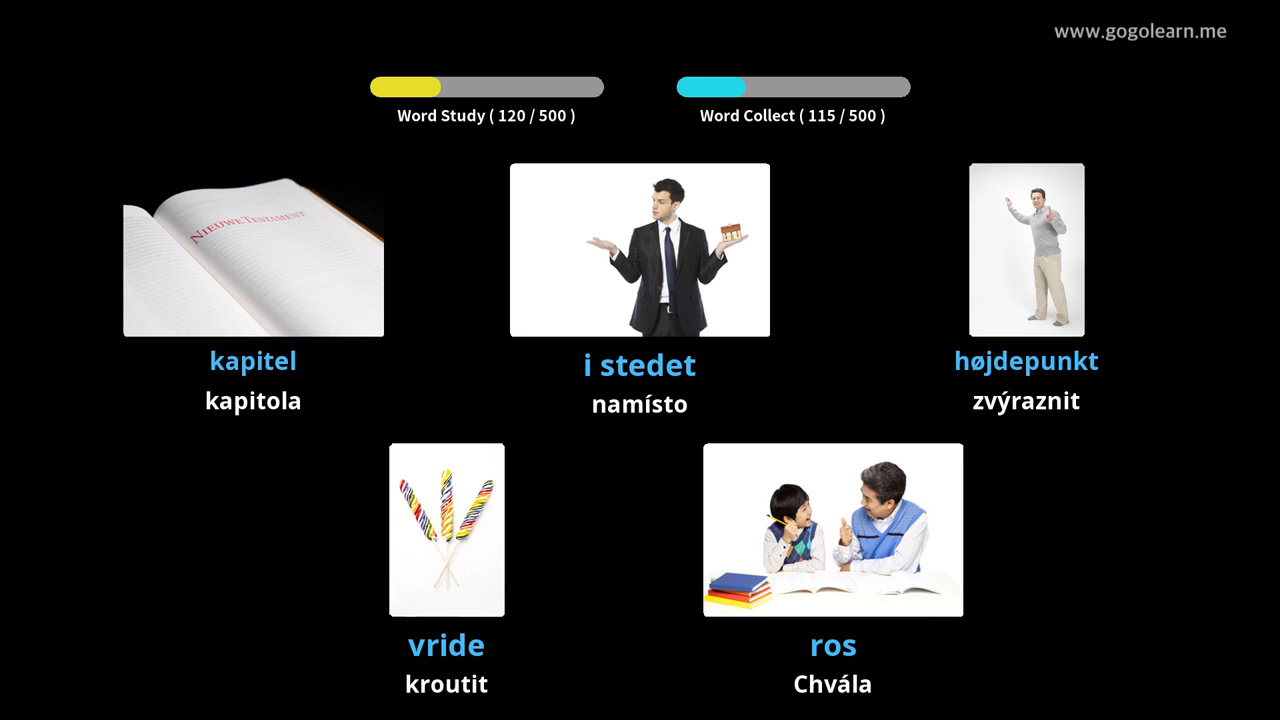 www.gogolearn.me
Word Study ( 120 / 500 )
Word Collect ( 115 / 500 )
NIEUWE TESTAMENT
kapitel
kapitola
i stedet
namísto
højdepunkt
zvýraznit
vride
kroutit
ros
Chvála